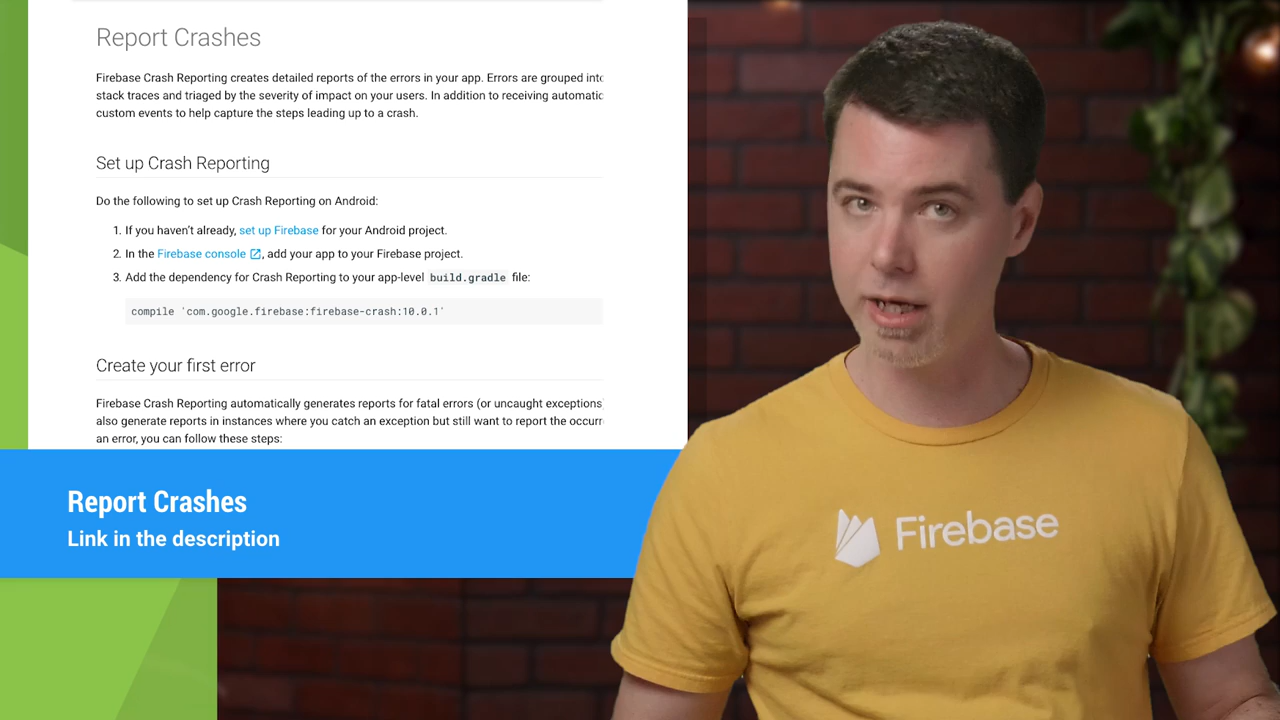 Report Crashes
Firebase Crash Reporting creates detailed reports of the errors in your app. Errors are grouped into
stack traces and triaged by the severity of impact on your users. In addition to receiving automatic
custom events to help capture the steps leading up to a crash.
Set up Crash Reporting
Do the following to set up Crash Reporting on Android:
1. If you haven't already, set up Firebase for your Android project.
2. In the Firebase console, add your app to your Firebase project.
3. Add the dependency for Crash Reporting to your app-level build.gradle file:
compile 'com.google.firebase:firebase-crash:10.0.1'
Create your first error
Firebase Crash Reporting automatically generates reports for fatal errors (or uncaught exceptions)
also generate reports in instances where you catch an exception but still want to report the
an error, you can follow these steps:
Report Crashes
Link in the description
Firebase